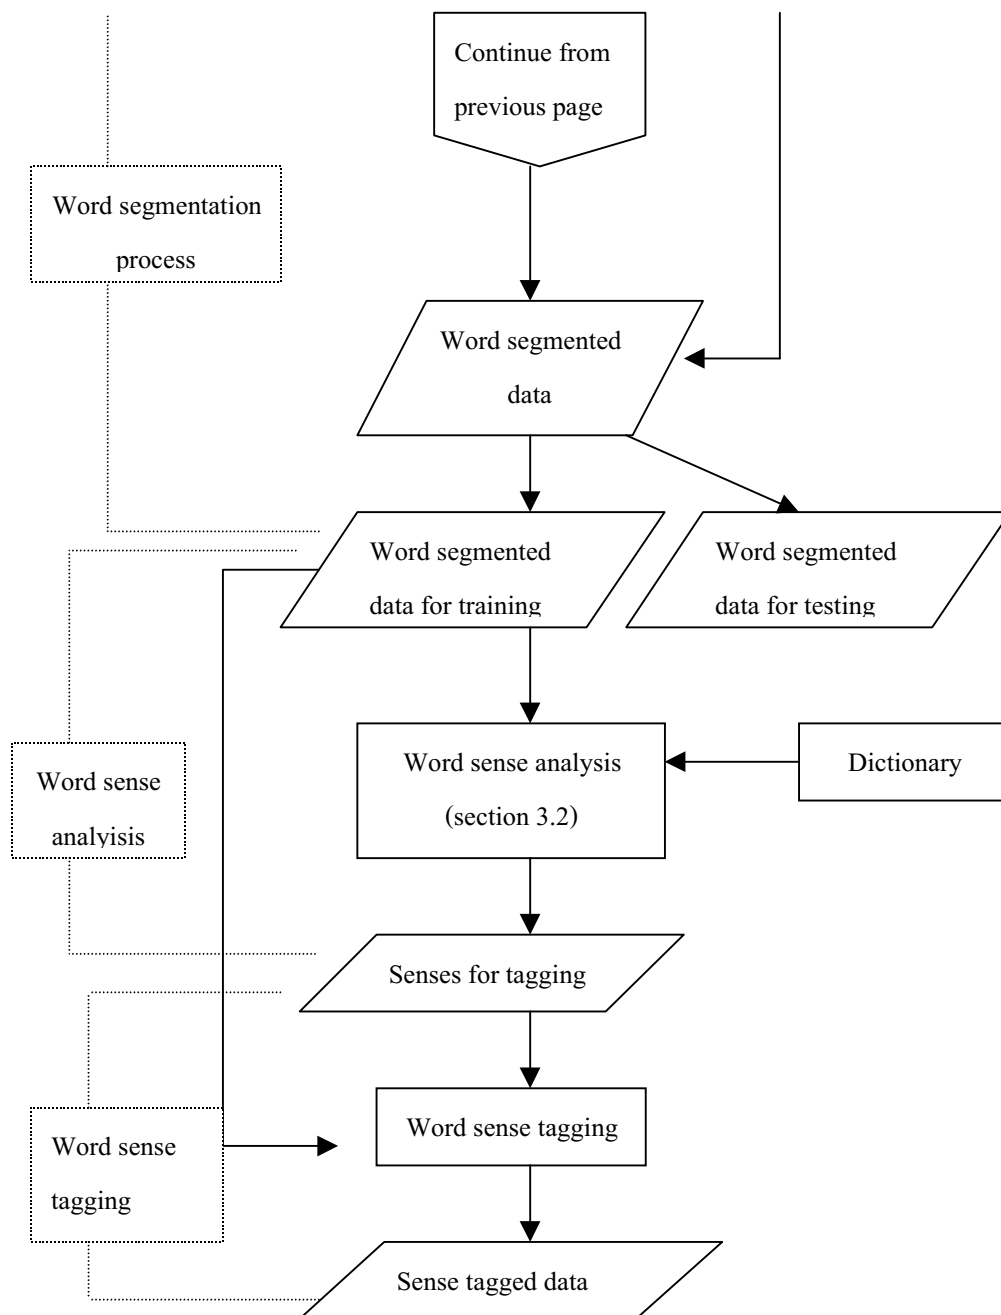 Continue from
previous page
Word segmentation
process
Word segmented
data
Word segmented
data for training
Word segmented
data for testing
Word sense analysis
(section 3.2)
Dictionary
Word sense
analyisis
Senses for tagging
Word sense tagging
Word sense
tagging
Sense tagged data